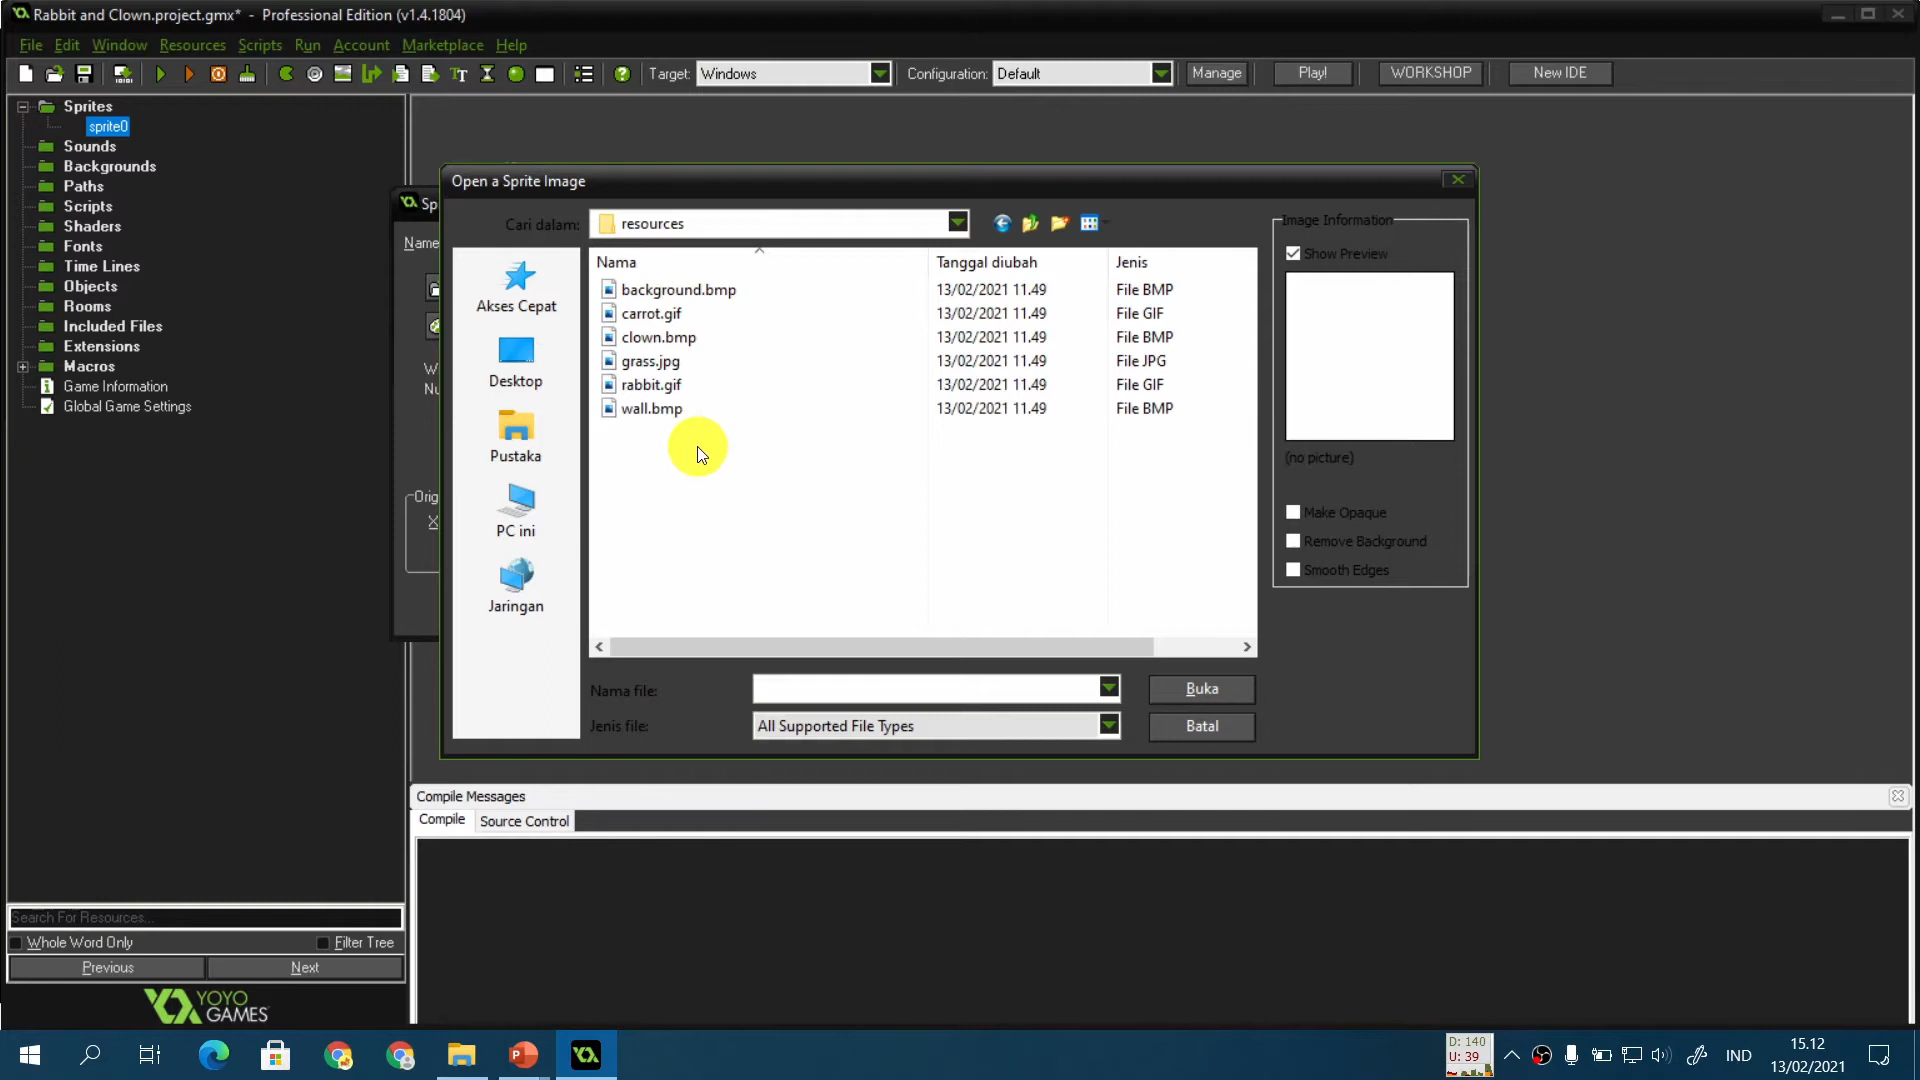 Rabbit and Clown.project.gmx* - Professional Edition (v1.4.1804)
File Edit Window Resources Scripts Run Account Marketplace Help
Target: Windows Configuration: Default Manage Play! WORKSHOP New IDE
Sprites
sprite0
Sounds
Backgrounds
Paths
Scripts
Shaders
Fonts
Time Lines
Objects
Rooms
Included Files
Extensions
Macros
Game Information
Global Game Settings
Search For Resources...
Whole Word Only Filter Tree
Previous Next
YOYO
GAMES
Sp
Name
Orig
X
Open a Sprite Image
Cari dalam: resources
Akses Cepat
Desktop
Pustaka
PC ini
Jaringan
Nama Tanggal diubah Jenis
background.bmp 13/02/2021 11.49 File BMP
carrot.gif 13/02/2021 11.49 File GIF
clown.bmp 13/02/2021 11.49 File BMP
grass.jpg 13/02/2021 11.49 File JPG
rabbit.gif 13/02/2021 11.49 File GIF
wall.bmp 13/02/2021 11.49 File BMP
Nama file: Buka
Jenis file: All Supported File Types Batal
Image Information
Show Preview
(no picture)
Make Opaque
Remove Background
Smooth Edges
Compile Messages
Compile Source Control
D: 140
U: 39
IND
15.12
13/02/2021